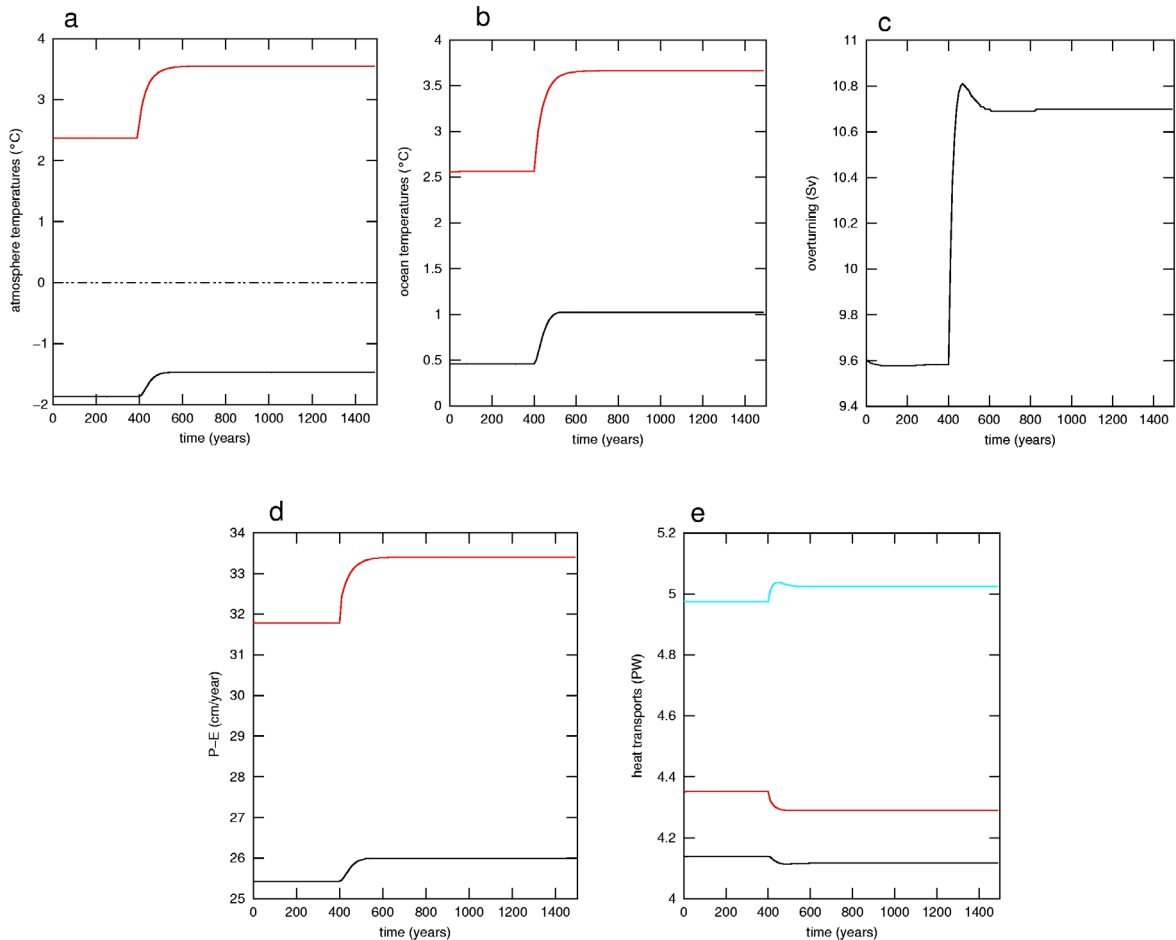 a
4
3
2
1
0
−1
−2
0 200 400 600 800 1000 1200 1400
time (years)
atmosphere temperatures (°C)
b
4
3.5
3
2.5
2
1.5
1
0.5
0
0 200 400 600 800 1000 1200 1400
time (years)
ocean temperatures (°C)
c
11
10.8
10.6
10.4
10.2
10
9.8
9.6
9.4
0 200 400 600 800 1000 1200 1400
time (years)
overturning (Sv)
d
34
33
32
31
30
29
28
27
26
25
0 200 400 600 800 1000 1200 1400
time (years)
P−E (cm/year)
e
5.2
5
4.8
4.6
4.4
4.2
4
0 200 400 600 800 1000 1200 1400
time (years)
heat transports (PW)